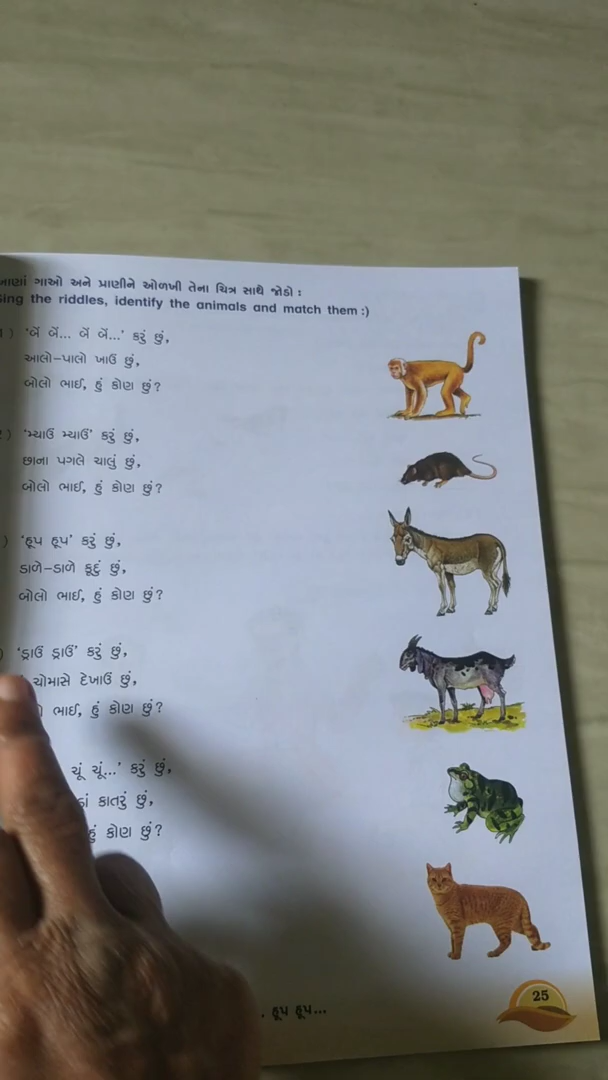 ગાઓ અને પ્રાણીને ઓળખી તેના ચિત્ર સાથે જોડો :
the riddles, identify the animals and match them :)
) 'બેં બેં... બેં બેં...' કરું છું,
આલો-પાલો ખાઉં છું,
બોલો ભાઈ, હું કોણ છું?
) 'મ્યાઉં મ્યાઉં' કરું છું,
છાના પગલે ચાલું છું,
બોલો ભાઈ, હું કોણ છું?
) 'હૂપ હૂપ' કરું છું,
ડાળે-ડાળે કૂદું છું,
બોલો ભાઈ, હું કોણ છું?
) 'ડ્રાઉં ડ્રાઉં' કરું છું,
ચોમાસે દેખાઉં છું,
ભાઈ, હું કોણ છું?
ચૂં ચૂં...' કરું છું,
કાતરું છું,
હું કોણ છું?
. હૂપ હૂપ...
25